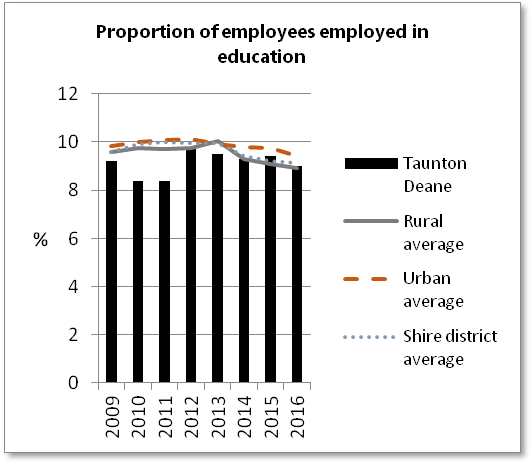 Proportion of employees employed in
education
12
10
8
6
4
2
0
%
2009
2010
2011
2012
2013
2014
2015
2016
Taunton
Deane
Rural
average
Urban
average
Shire district
average